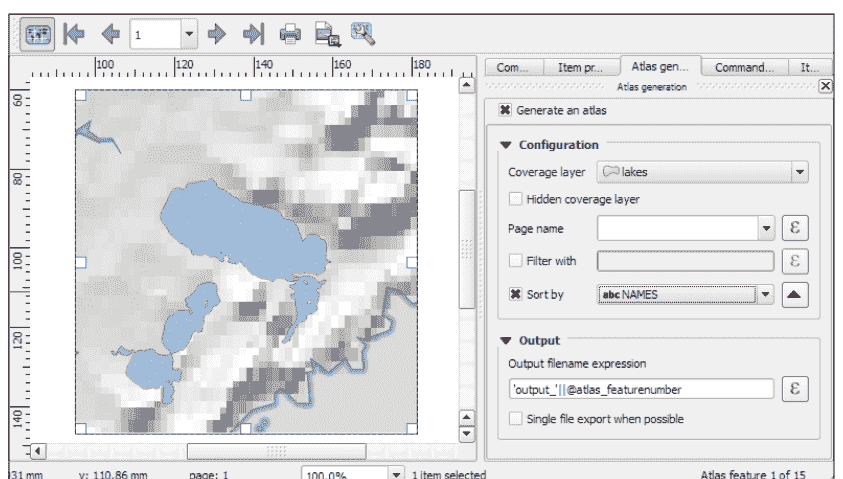 1
100 120 140 160 180
60
80
100
120
140
Com... Item pr... Atlas gen... Command... It...
Atlas generation
Generate an atlas
Configuration
Coverage layer lakes
Hidden coverage layer
Page name ε
Filter with ε
Sort by abc NAMES
Output
Output filename expression
'output_'||@atlas_featurenumber ε
Single file export when possible
931 mm y: 110.86 mm page: 1 100.0% 1 item selected Atlas feature 1 of 15